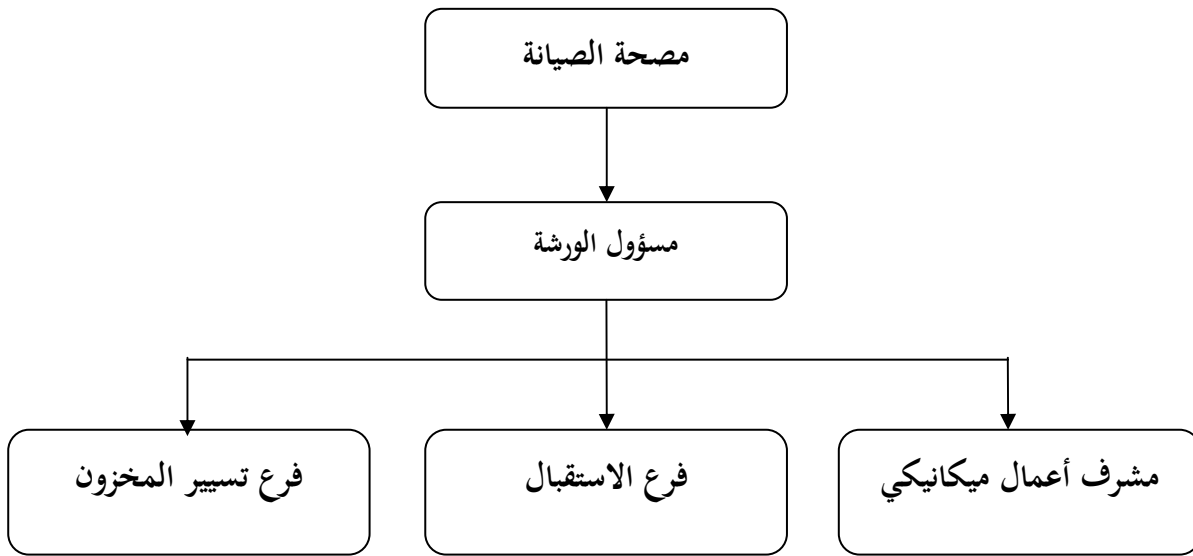 مصحة الصيانة
مسؤول الورشة
مشرف أعمال ميكانيكي
فرع الاستقبال
فرع تسيير المخزون